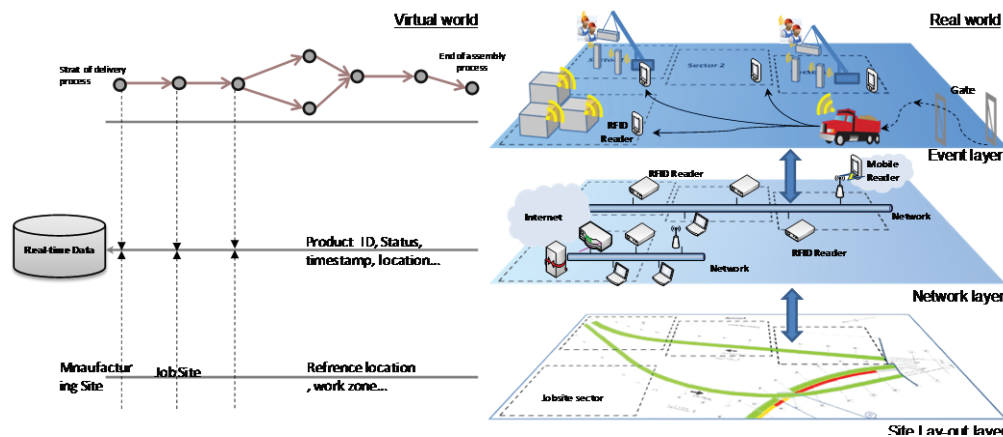 Virtual world
Real world
Strat of delivery
process
End of assembly
process
Sector 2
Gate
RFID
Reader
Event layer
RFID Reader
Mobile
Reader
Internet
Network
Real-time Data
Product ID, Status,
timestamp, location...
RFID Reader
Network
Network layer
Mnaufactur
ing Site
Job Site
Refrence location
, work zone...
Jobsite sector
Site Lay-out layer